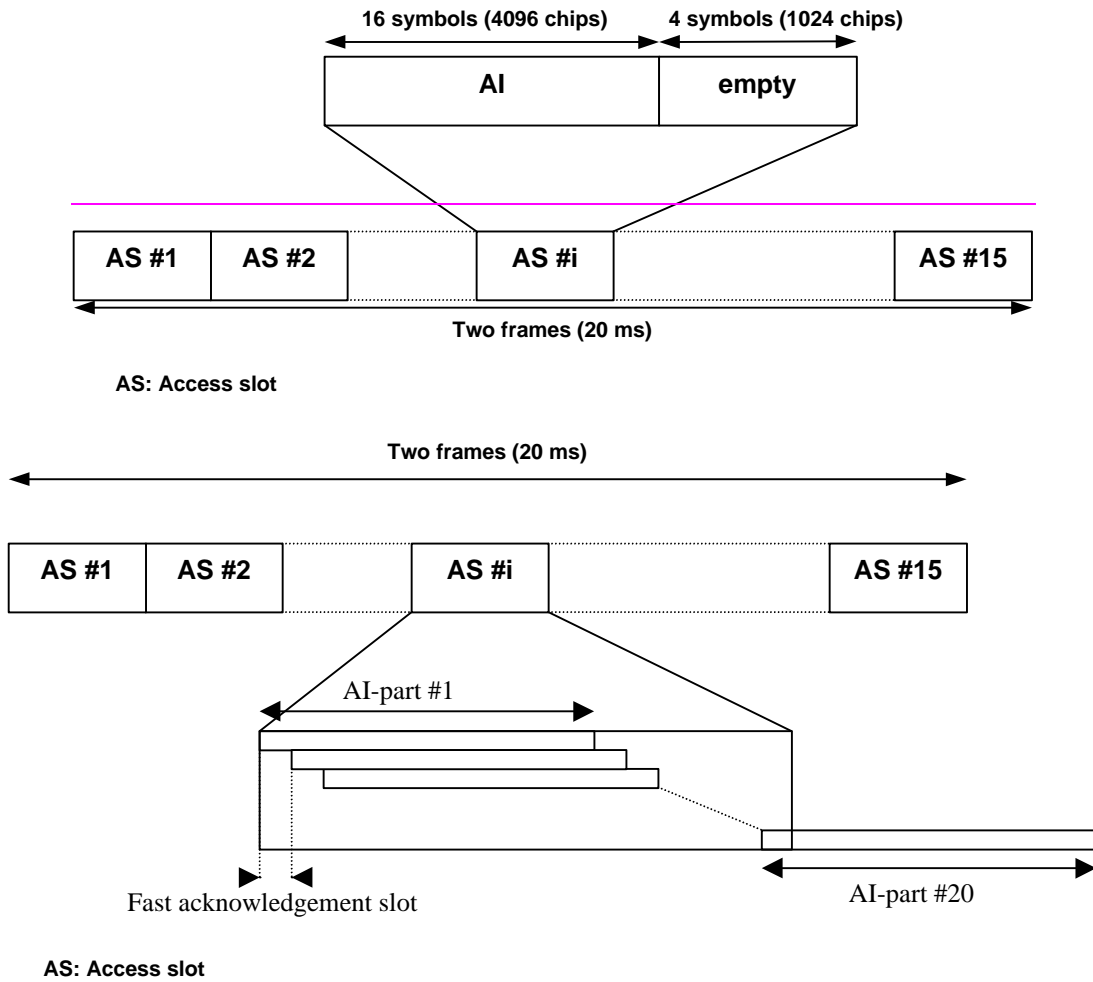 16 symbols (4096 chips) 4 symbols (1024 chips)
AI empty
AS #1 AS #2 AS #i AS #15
Two frames (20 ms)
AS: Access slot
Two frames (20 ms)
AS #1 AS #2 AS #i AS #15
AI-part #1
Fast acknowledgement slot
AI-part #20
AS: Access slot